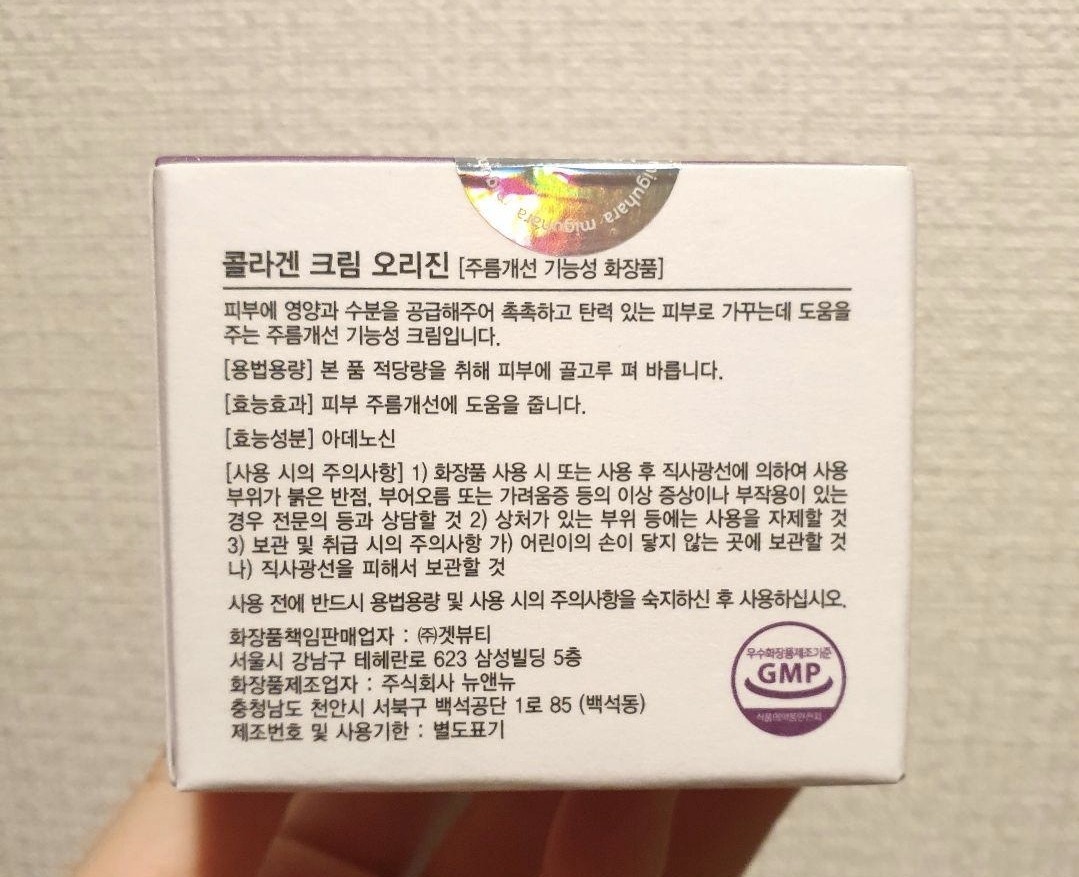 miguhara miguhara
콜라겐 크림 오리진 [주름개선 기능성 화장품]
피부에 영양과 수분을 공급해주어 촉촉하고 탄력 있는 피부로 가꾸는데 도움을
주는 주름개선 기능성 크림입니다.
[용법용량] 본 품 적당량을 취해 피부에 골고루 펴 바릅니다.
[효능효과] 피부 주름개선에 도움을 줍니다.
[효능성분] 아데노신
[사용 시의 주의사항] 1) 화장품 사용 시 또는 사용 후 직사광선에 의하여 사용
부위가 붉은 반점, 부어오름 또는 가려움증 등의 이상 증상이나 부작용이 있는
경우 전문의 등과 상담할 것 2) 상처가 있는 부위 등에는 사용을 자제할 것
3) 보관 및 취급 시의 주의사항 가) 어린이의 손이 닿지 않는 곳에 보관할 것
나) 직사광선을 피해서 보관할 것
사용 전에 반드시 용법용량 및 사용 시의 주의사항을 숙지하신 후 사용하십시오.
화장품책임판매업자 : ㈜겟뷰티
서울시 강남구 테헤란로 623 삼성빌딩 5층
화장품제조업자 : 주식회사 뉴앤뉴
충청남도 천안시 서북구 백석공단 1로 85 (백석동)
제조번호 및 사용기한 : 별도표기
우수화장품제조기준
GMP
식품의약품안전처